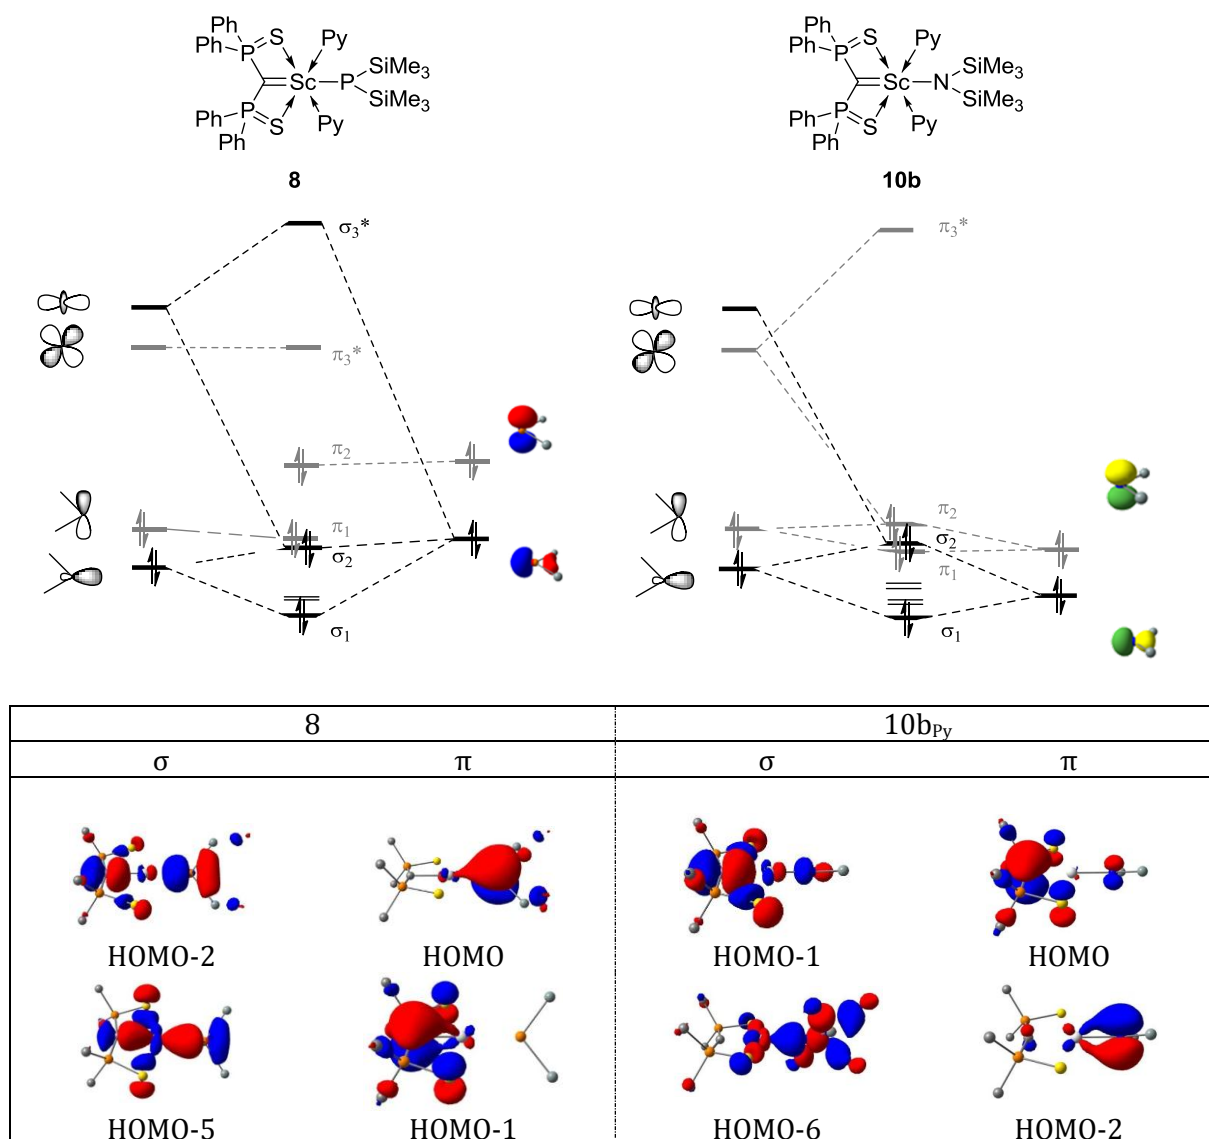 Ph Ph P S Py
SiMe3
Sc P
SiMe3
Ph P S Py
Ph Ph
8
Ph Ph P S Py
SiMe3
Sc N
SiMe3
Ph P S Py
Ph Ph
10b
σ3*
π3*
π2
π1
σ2
σ1
π3*
π2
σ2
π1
σ1
8 10bPy
σ π σ π
HOMO-2 HOMO HOMO-1 HOMO
HOMO-5 HOMO-1 HOMO-6 HOMO-2